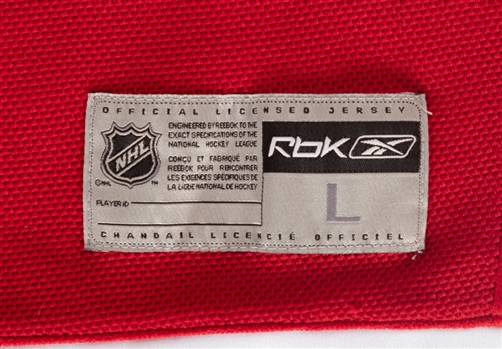 OFFICIAL LICENSED JERSEY
NHL
©NHL ™
ENGINEERED BY REEBOK TO THE
EXACT SPECIFICATIONS OF THE
NATIONAL HOCKEY LEAGUE
CONÇU ET FABRIQUÉ PAR
REEBOK POUR RENCONTRER
LES EXIGENCES SPÉCIFIQUES DE
LA LIGUE NATIONAL DE HOCKEY
PLAYER ID
RBK
L
CHANDAIL LICENCIÉ OFFICIEL